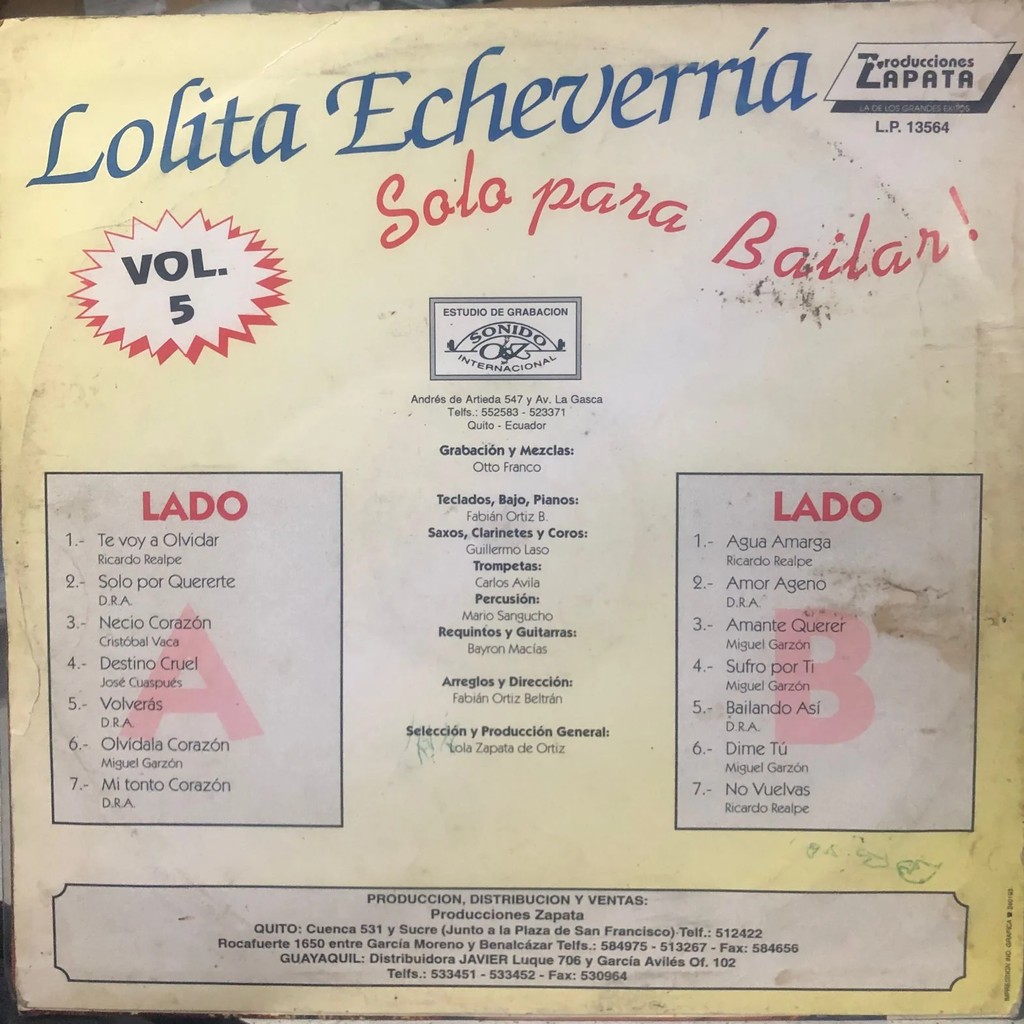 Lolita Echeverría
Producciones
ZAPATA
LA DE LOS GRANDES EXITOS
L.P. 13564
Solo para Bailar!
VOL.
5
ESTUDIO DE GRABACION
SONIDO
INTERNACIONAL
Andrés de Artieda 547 y Av. La Gasca
Telfs.: 552583 - 523371
Quito - Ecuador
Grabación y Mezclas:
Otto Franco
Teclados, Bajo, Pianos:
Fabián Ortiz B.
Saxos, Clarinetes y Coros:
Guillermo Laso
Trompetas:
Carlos Avila
Percusión:
Mario Sangucho
Requintos y Guitarras:
Bayron Macías
Arreglos y Dirección:
Fabián Ortiz Beltrán
Selección y Producción General:
Lola Zapata de Ortiz
LADO
A
1.- Te voy a Olvidar
Ricardo Realpe
2.- Solo por Quererte
D.R.A.
3.- Necio Corazón
Cristóbal Vaca
4.- Destino Cruel
José Cuaspués
5.- Volverás
D.R.A.
6.- Olvídala Corazón
Miguel Garzón
7.- Mi tonto Corazón
D.R.A.
LADO
B
1.- Agua Amarga
Ricardo Realpe
2.- Amor Ageno
D.R.A.
3.- Amante Querer
Miguel Garzón
4.- Sufro por Ti
Miguel Garzón
5.- Bailando Así
D.R.A.
6.- Dime Tú
Miguel Garzón
7.- No Vuelvas
Ricardo Realpe
PRODUCCION, DISTRIBUCION Y VENTAS:
Producciones Zapata
QUITO: Cuenca 531 y Sucre (Junto a la Plaza de San Francisco) Telf.: 512422
Rocafuerte 1650 entre García Moreno y Benalcázar Telfs.: 584975 - 513267 - Fax: 584656
GUAYAQUIL: Distribuidora JAVIER Luque 706 y García Avilés Of. 102
Telfs.: 533451 - 533452 - Fax: 530964